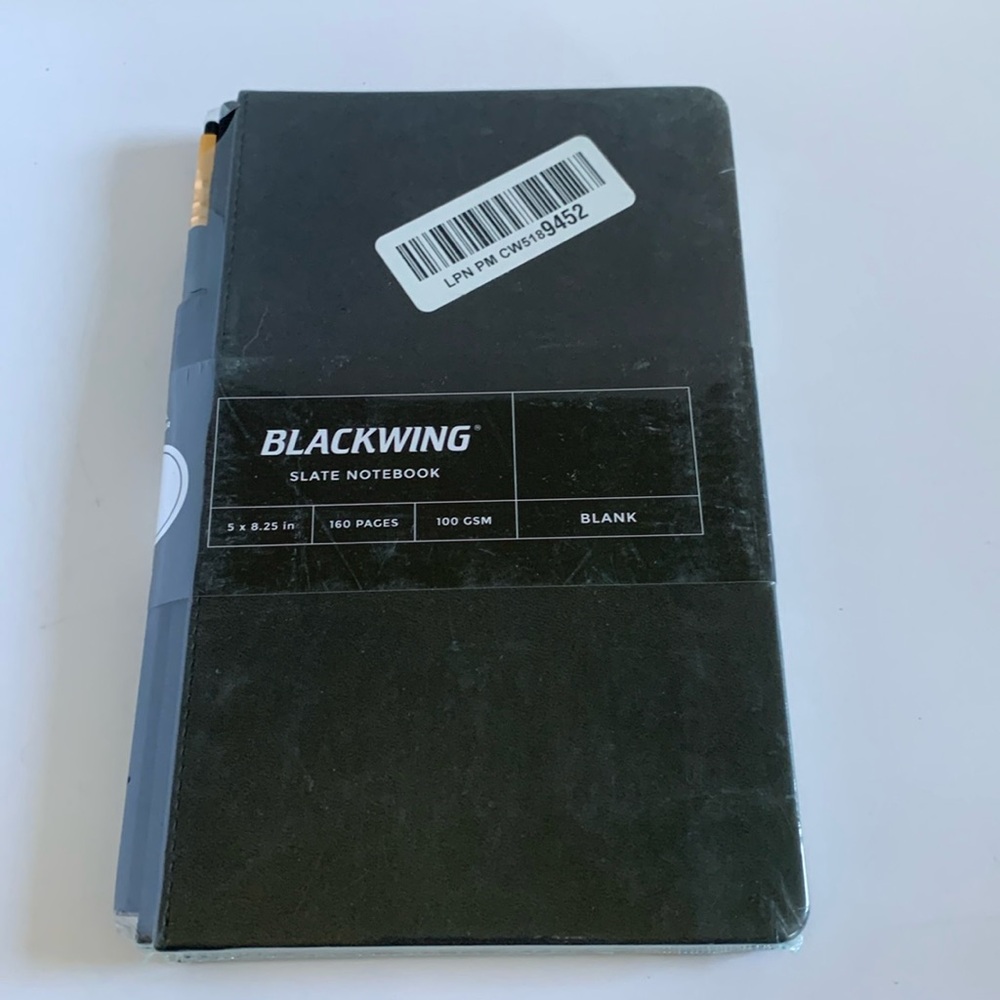 LPN PM CW5189452
BLACKWING®
SLATE NOTEBOOK
5 x 8.25 in
160 PAGES
100 GSM
BLANK